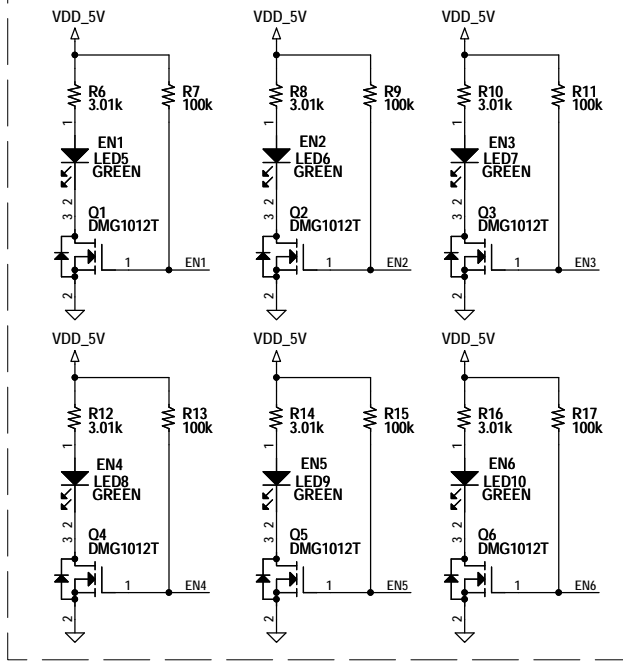 VDD_5V
R6
3.01k
R7
100k
1
EN1
LED5
GREEN
2
3
Q1
DMG1012T
1
EN1
2
VDD_5V
R8
3.01k
R9
100k
1
EN2
LED6
GREEN
2
3
Q2
DMG1012T
1
EN2
2
VDD_5V
R10
3.01k
R11
100k
1
EN3
LED7
GREEN
2
3
Q3
DMG1012T
1
EN3
2
VDD_5V
R12
3.01k
R13
100k
1
EN4
LED8
GREEN
2
3
Q4
DMG1012T
1
EN4
2
VDD_5V
R14
3.01k
R15
100k
1
EN5
LED9
GREEN
2
3
Q5
DMG1012T
1
EN5
2
VDD_5V
R16
3.01k
R17
100k
1
EN6
LED10
GREEN
2
3
Q6
DMG1012T
1
EN6
2